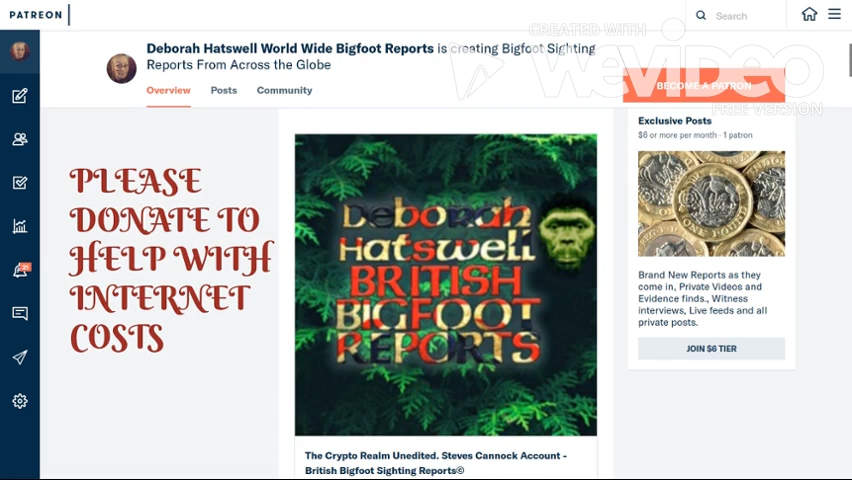 PATREON
Search
CREATED WITH
WeVideo
FREE VERSION
Deborah Hatswell World Wide Bigfoot Reports is creating Bigfoot Sighting
Reports From Across the Globe
BECOME A PATRON
Overview
Posts
Community
21
PLEASE
DONATE TO
HELP WITH
INTERNET
COSTS
Deborah
Hatswell
BRITISH
BIGFOOT
REPORTS
The Crypto Realm Unedited. Steves Cannock Account -
British Bigfoot Sighting Reports©
Exclusive Posts
$6 or more per month · 1 patron
ONE POUND
Brand New Reports as they
come in, Private Videos and
Evidence finds., Witness
interviews, Live feeds and all
private posts.
JOIN $6 TIER